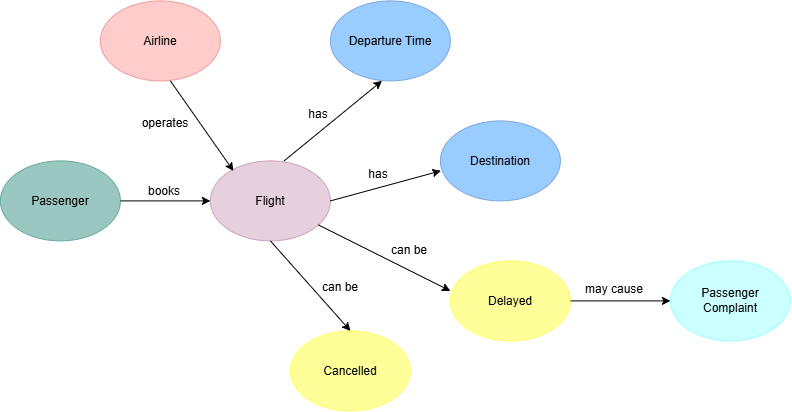 Airline
Departure Time
operates
has
Destination
Passenger
books
Flight
has
can be
can be
Delayed
may cause
Passenger
Complaint
Cancelled